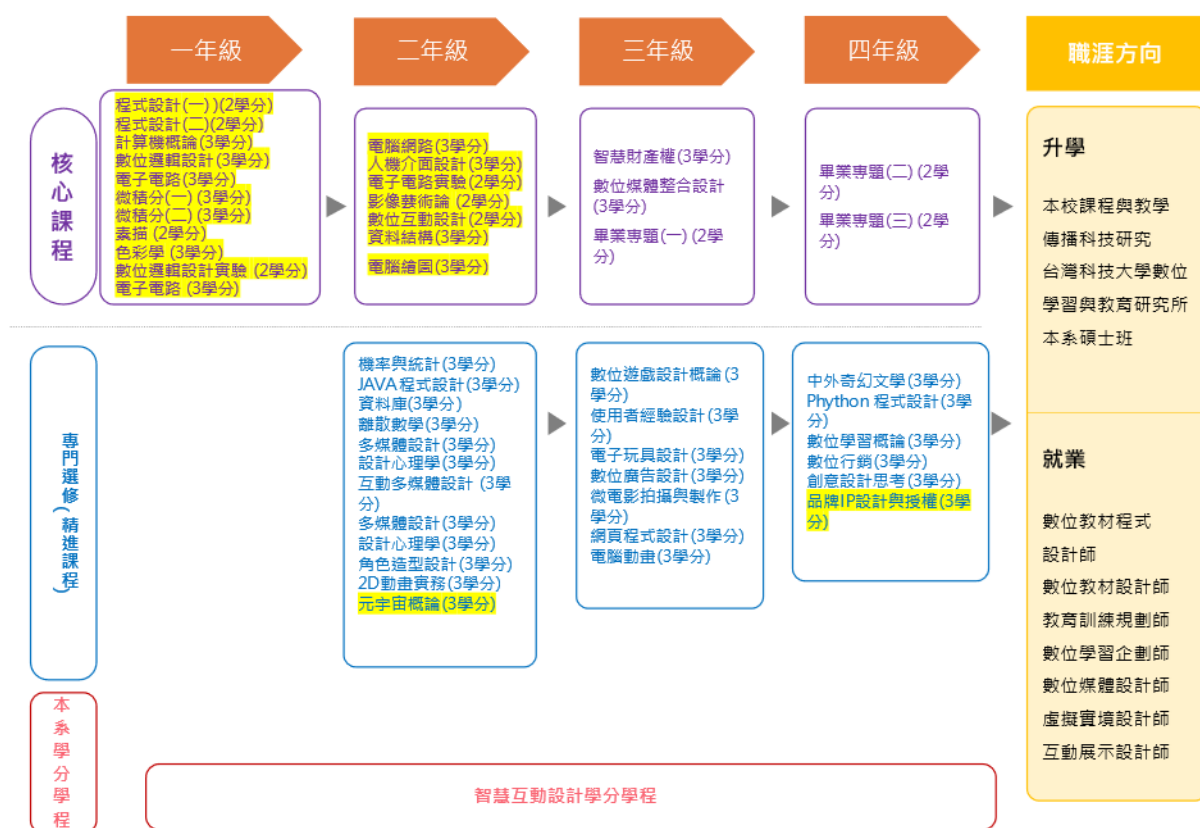 一年級
二年級
三年級
四年級
職涯方向
核心課程
程式設計(一))(2學分)
程式設計(二)(2學分)
計算機概論(3學分)
數位邏輯設計(3學分)
電子電路(3學分)
微積分(一) (3學分)
微積分(二) (3學分)
素描 (2學分)
色彩學 (3學分)
數位邏輯設計實驗 (2學分)
電子電路 (3學分)
電腦網路(3學分)
人機介面設計(3學分)
電子電路實驗(2學分)
影像藝術論 (2學分)
數位互動設計(2學分)
資料結構(3學分)
電腦繪圖(3學分)
智慧財產權(3學分)
數位媒體整合設計
(3學分)
畢業專題(一) (2學
分)
畢業專題(二) (2學
分)
畢業專題(三) (2學
分)
升學
本校課程與教學
傳播科技研究
台灣科技大學數位
學習與教育研究所
本系碩士班
專門選修(精進課程)
機率與統計(3學分)
JAVA程式設計(3學分)
資料庫(3學分)
離散數學(3學分)
多媒體設計(3學分)
設計心理學(3學分)
互動多媒體設計 (3學
分)
多媒體設計(3學分)
設計心理學(3學分)
角色造型設計(3學分)
2D動畫實務(3學分)
元宇宙概論(3學分)
數位遊戲設計概論(3
學分)
使用者經驗設計(3學
分)
電子玩具設計(3學分)
數位廣告設計(3學分)
微電影拍攝與製作(3
學分)
網頁程式設計(3學分)
電腦動畫(3學分)
中外奇幻文學(3學分)
Phython 程式設計(3學
分)
數位學習概論(3學分)
數位行銷(3學分)
創意設計思考(3學分)
品牌IP設計與授權(3學
分)
就業
數位教材程式
設計師
數位教材設計師
教育訓練規劃師
數位學習企劃師
數位媒體設計師
虛擬實境設計師
互動展示設計師
本系學分學程
智慧互動設計學分學程